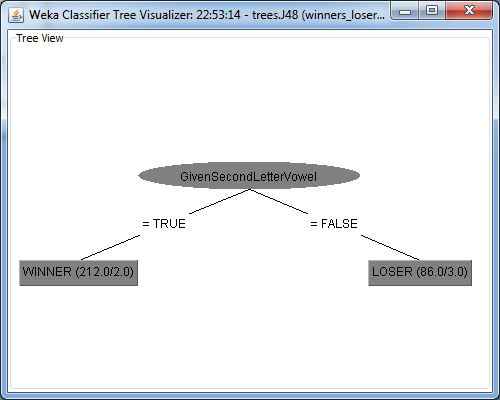 Weka Classifier Tree Visualizer: 22:53:14 - trees.J48 (winners_loser...
Tree View
GivenSecondLetterVowel
= TRUE
= FALSE
WINNER (212.0/2.0)
LOSER (86.0/3.0)